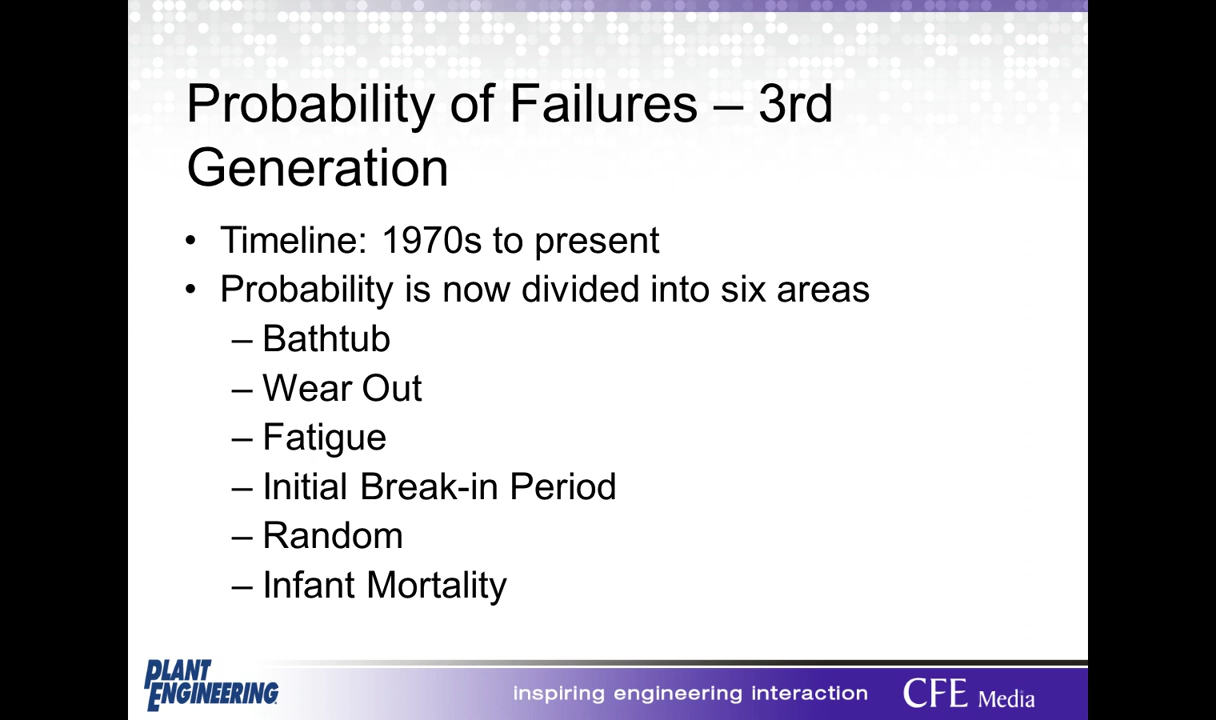 Probability of Failures – 3rd
Generation
• Timeline: 1970s to present
• Probability is now divided into six areas
– Bathtub
– Wear Out
– Fatigue
– Initial Break-in Period
– Random
– Infant Mortality
PLANT
ENGINEERING
inspiring engineering interaction
CFE Media